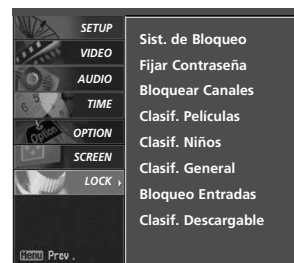 SETUP
VIDEO
AUDIO
TIME
OPTION
SCREEN
LOCK
Menu Prev.
Sist. de Bloqueo
Fijar Contraseña
Bloquear Canales
Clasif. Películas
Clasif. Niños
Clasif. General
Bloqueo Entradas
Clasif. Descargable